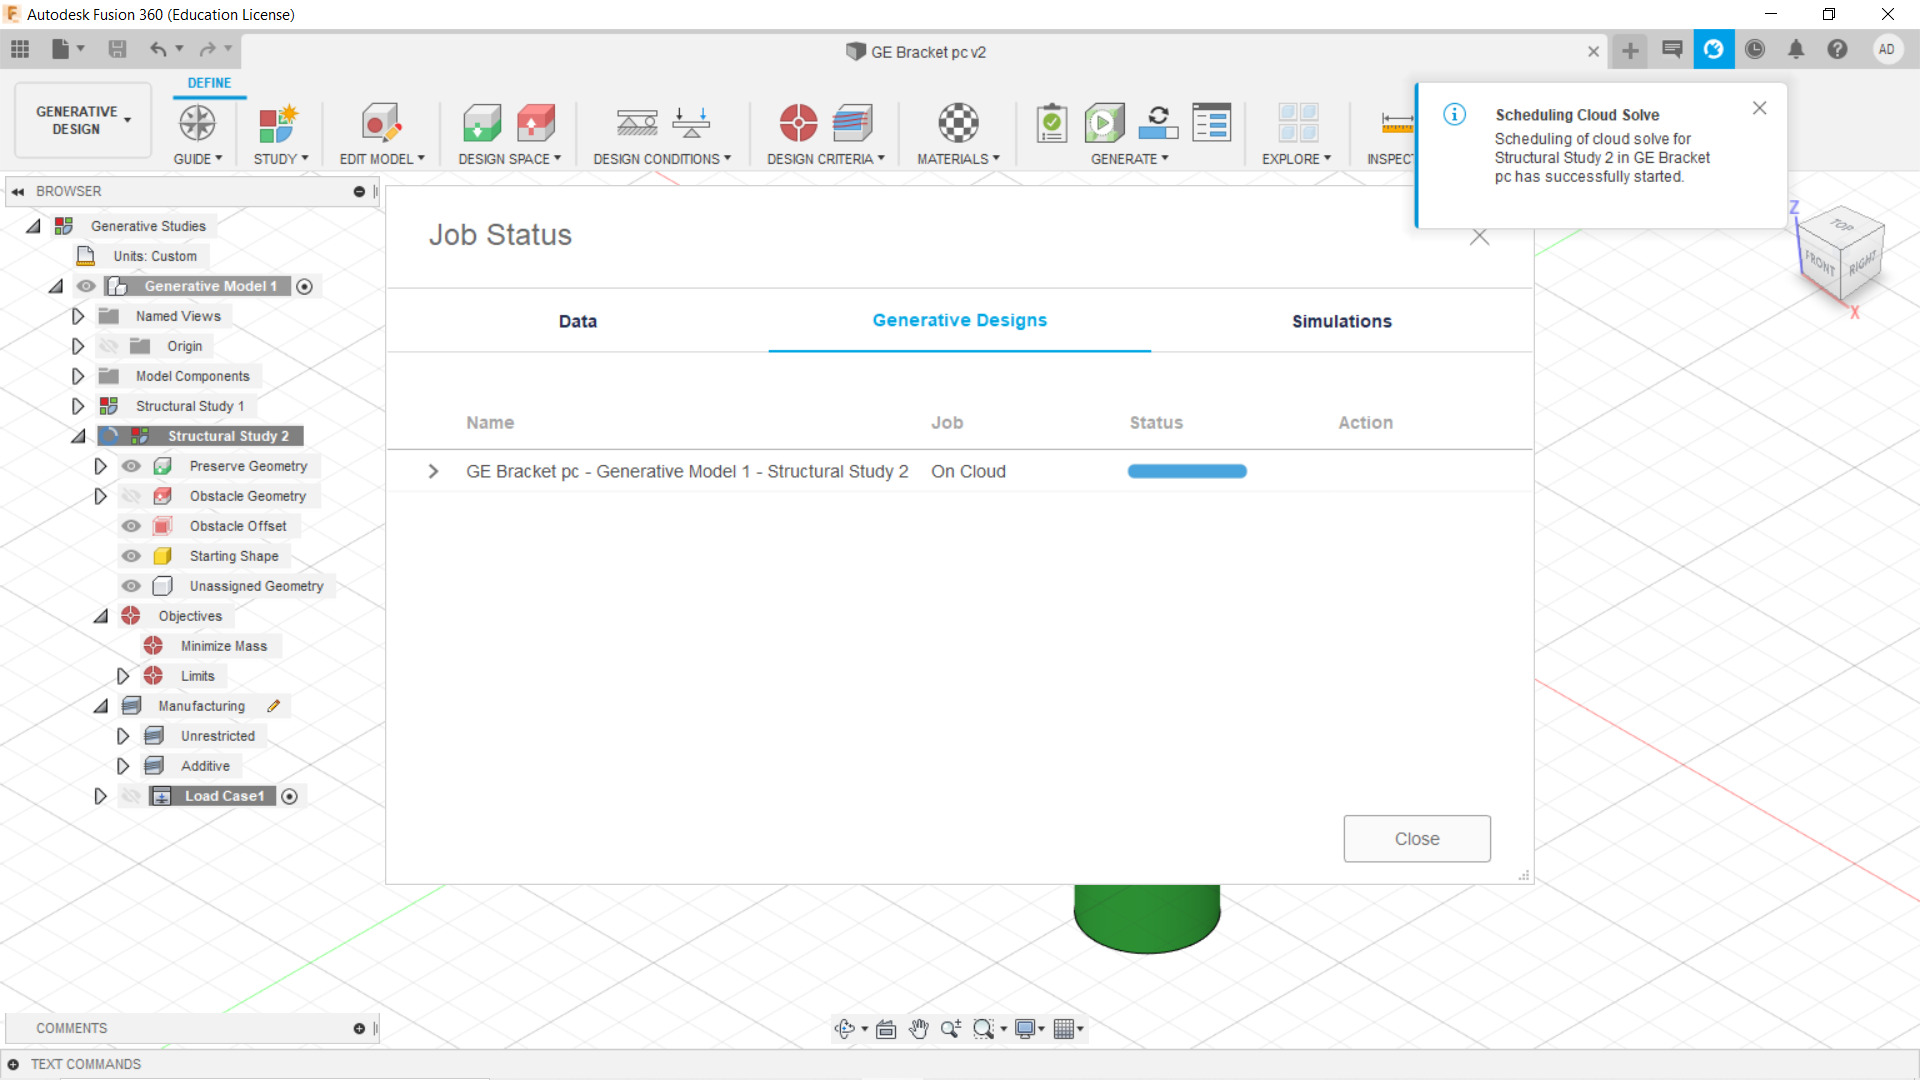 Autodesk Fusion 360 (Education License)
GE Bracket pc v2
AD
GENERATIVE
DESIGN
DEFINE
GUIDE
STUDY
EDIT MODEL
DESIGN SPACE
DESIGN CONDITIONS
DESIGN CRITERIA
MATERIALS
GENERATE
EXPLORE
INSPECT
Scheduling Cloud Solve
Scheduling of cloud solve for
Structural Study 2 in GE Bracket
pc has successfully started.
BROWSER
Generative Studies
Units: Custom
Generative Model 1
Named Views
Origin
Model Components
Structural Study 1
Structural Study 2
Preserve Geometry
Obstacle Geometry
Obstacle Offset
Starting Shape
Unassigned Geometry
Objectives
Minimize Mass
Limits
Manufacturing
Unrestricted
Additive
Load Case1
Job Status
Data
Generative Designs
Simulations
Name Job Status Action
GE Bracket pc - Generative Model 1 - Structural Study 2 On Cloud
Close
Z
TOP
FRONT
RIGHT
X
COMMENTS
TEXT COMMANDS